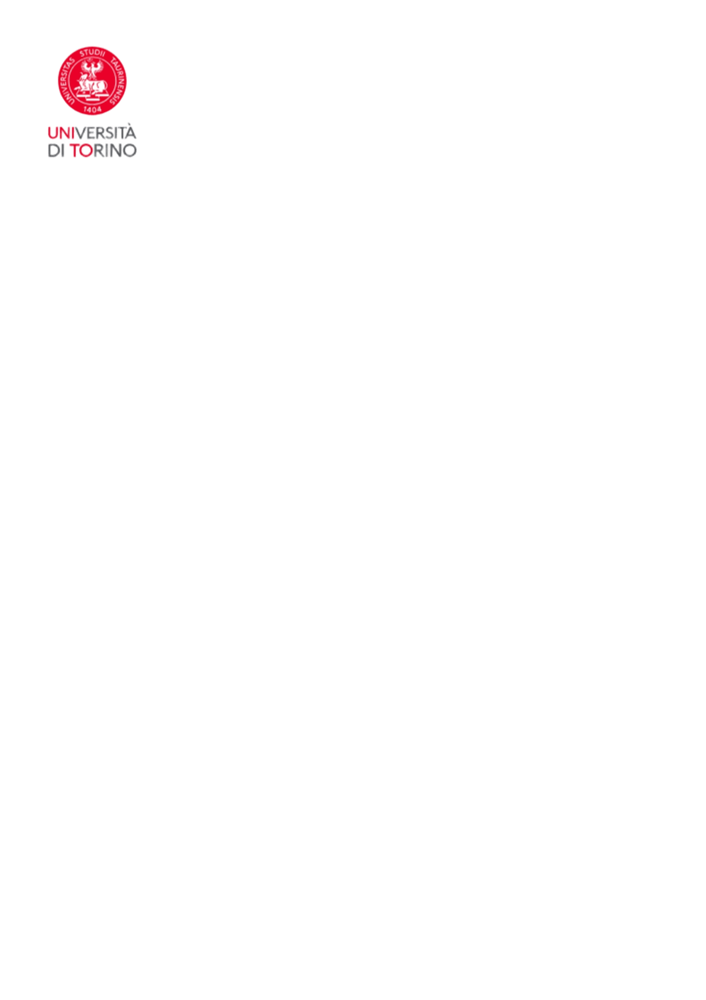 UNIVERSITAS STUDII TAURINENSIS
1404
UNIVERSITÀ
DI TORINO